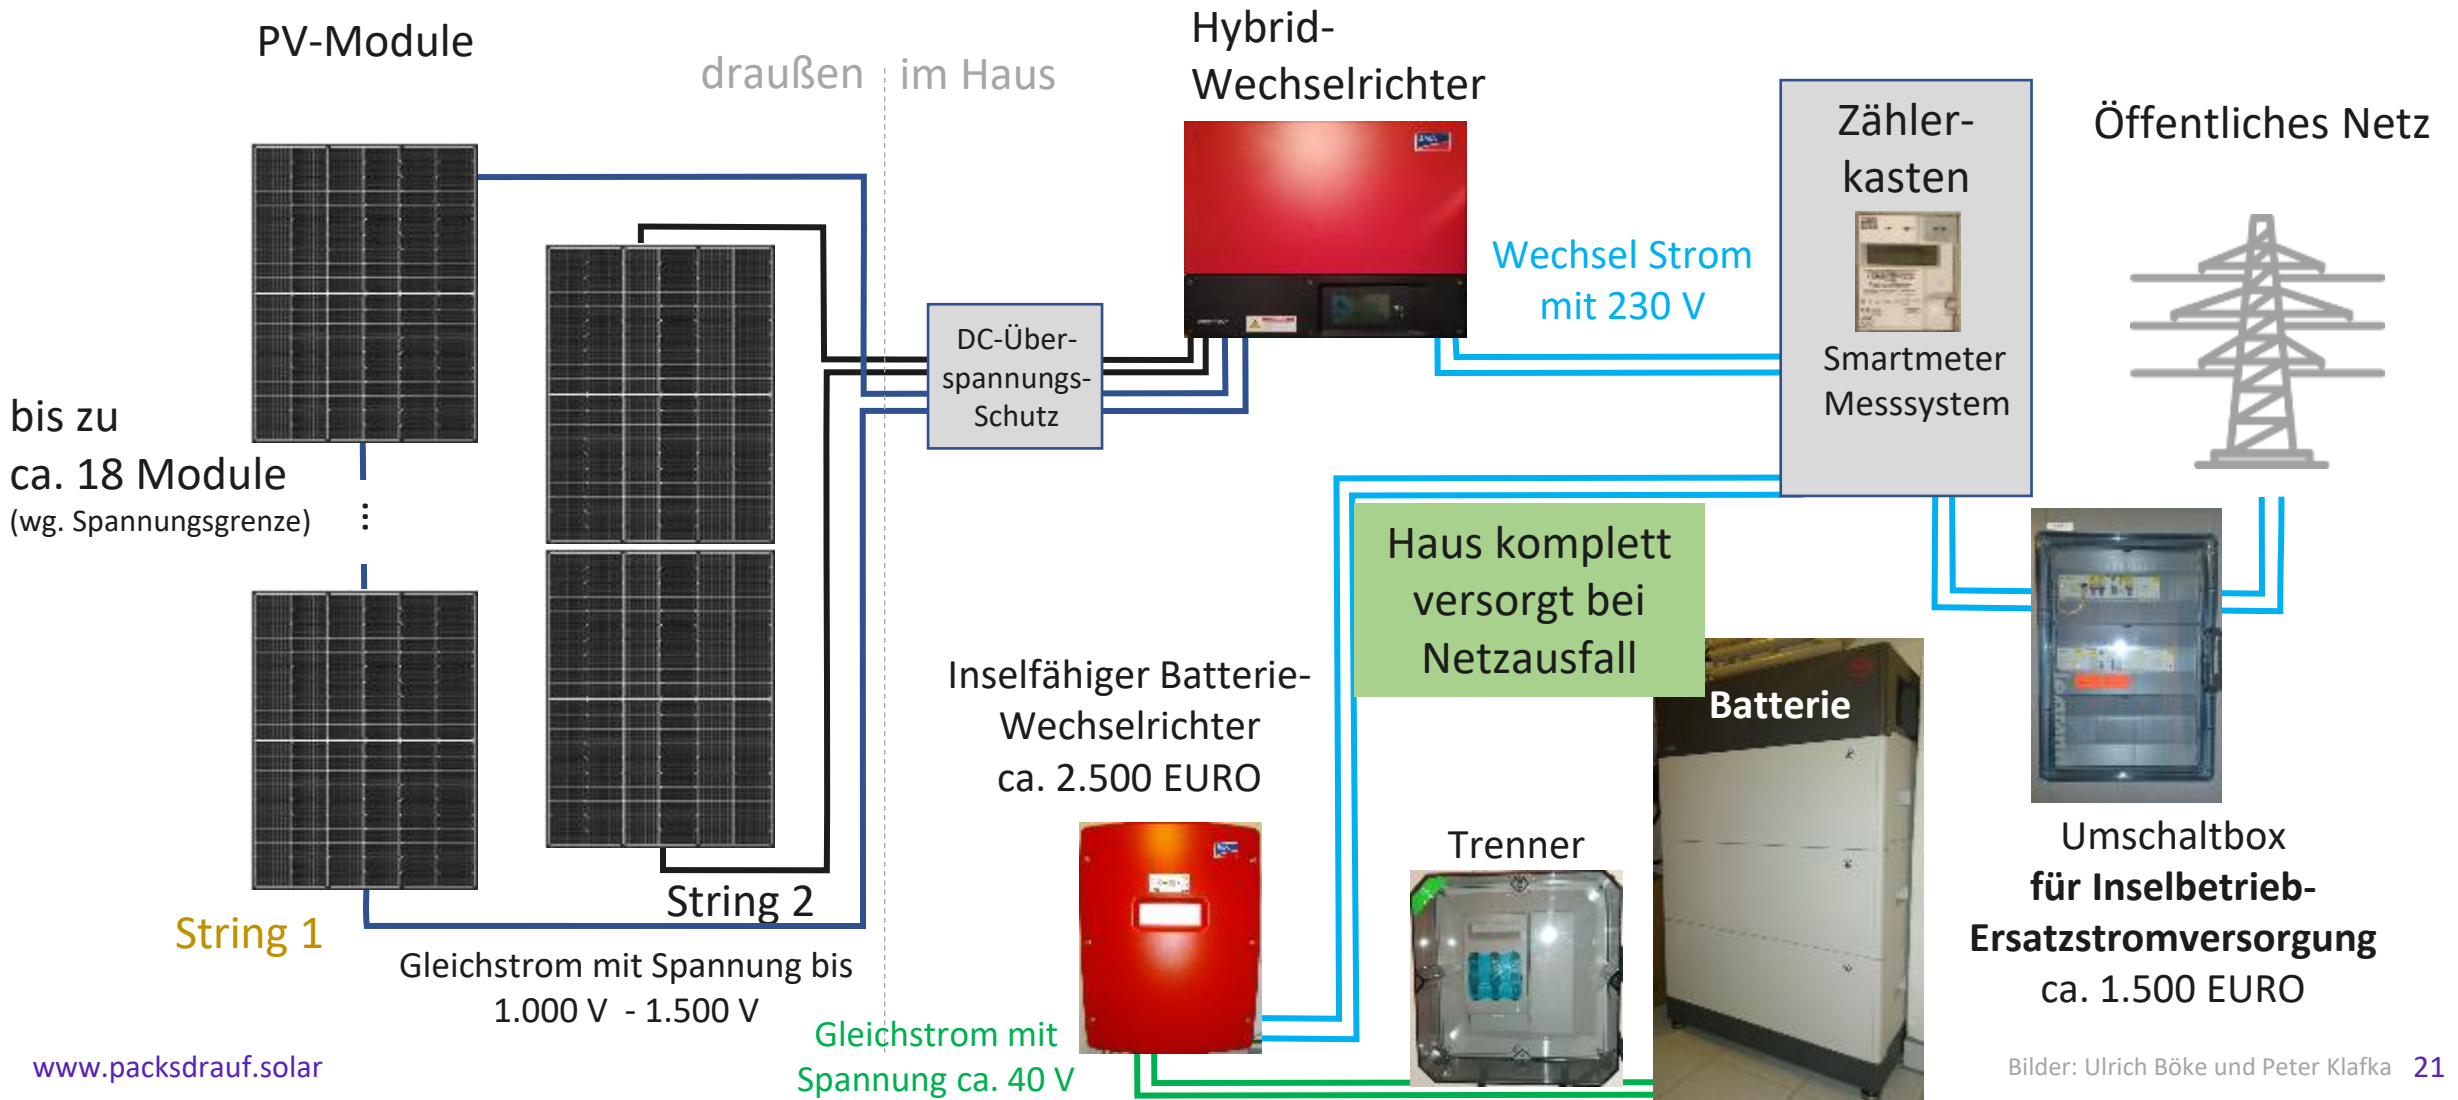 PV-Module
draußen
im Haus
Hybrid-
Wechselrichter
Zähler-
kasten
Öffentliches Netz
Wechsel Strom
mit 230 V
DC-Über-
spannungs-
Schutz
Smartmeter
Messsystem
bis zu
ca. 18 Module
(wg. Spannungsgrenze)
...
Haus komplett
versorgt bei
Netzausfall
Inselfähiger Batterie-
Wechselrichter
ca. 2.500 EURO
Batterie
Trenner
Umschaltbox
für Inselbetrieb-
Ersatzstromversorgung
ca. 1.500 EURO
String 2
String 1
Gleichstrom mit Spannung bis
1.000 V - 1.500 V
Gleichstrom mit
Spannung ca. 40 V
www.packsdrauf.solar
Bilder: Ulrich Böke und Peter Klafka
21